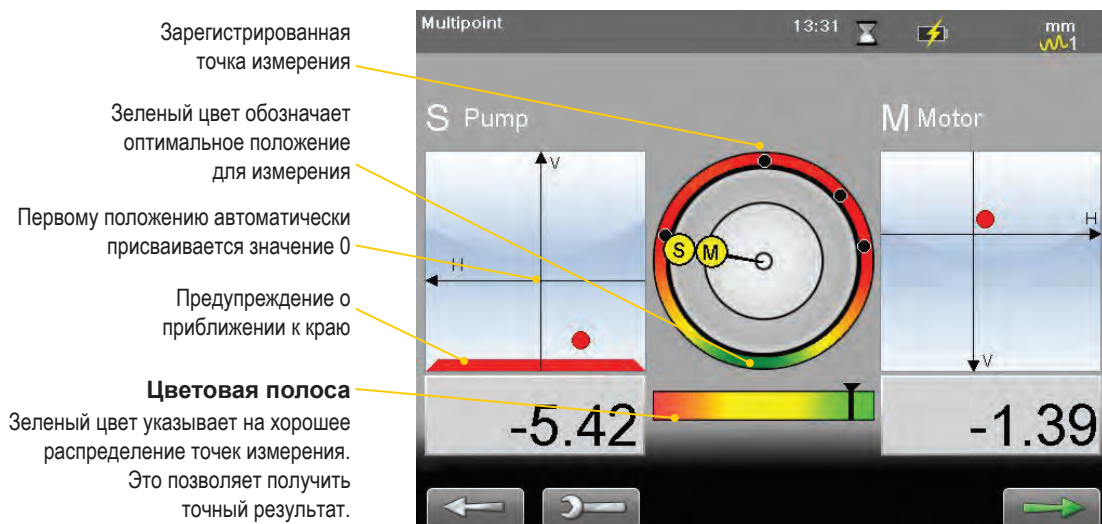 Зарегистрированная
точка измерения
Зеленый цвет обозначает
оптимальное положение
для измерения
Первому положению автоматически
присваивается значение 0
Предупреждение о
приближении к краю
Цветовая полоса
Зеленый цвет указывает на хорошее
распределение точек измерения.
Это позволяет получить
точный результат.
Multipoint
13:31
mm
1
S Pump
M Motor
V
H
S M
H
V
-5.42
-1.39